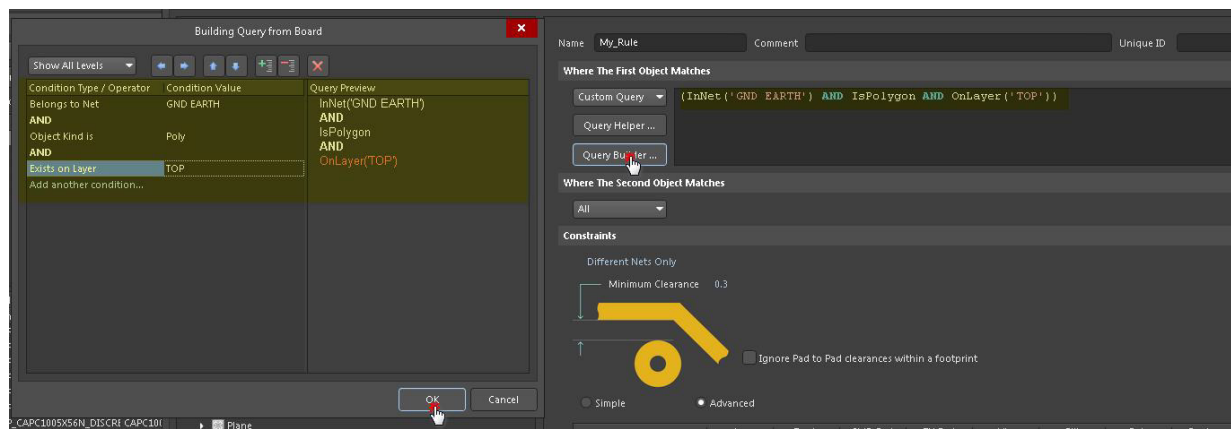 Building Query from Board
Show All Levels
Condition Type / Operator Condition Value Query Preview
Belongs to Net GND EARTH InNet('GND EARTH')
AND AND
Object Kind is Poly IsPolygon
AND AND
Exists on Layer TOP OnLayer('TOP')
Add another condition...
OK Cancel
Plane
Name My_Rule Comment Unique ID
Where The First Object Matches
Custom Query (InNet('GND EARTH') AND IsPolygon AND OnLayer('TOP'))
Query Helper ...
Query Builder ...
Where The Second Object Matches
All
Constraints
Different Nets Only
Minimum Clearance 0.3
Ignore Pad to Pad clearances within a footprint
Simple Advanced